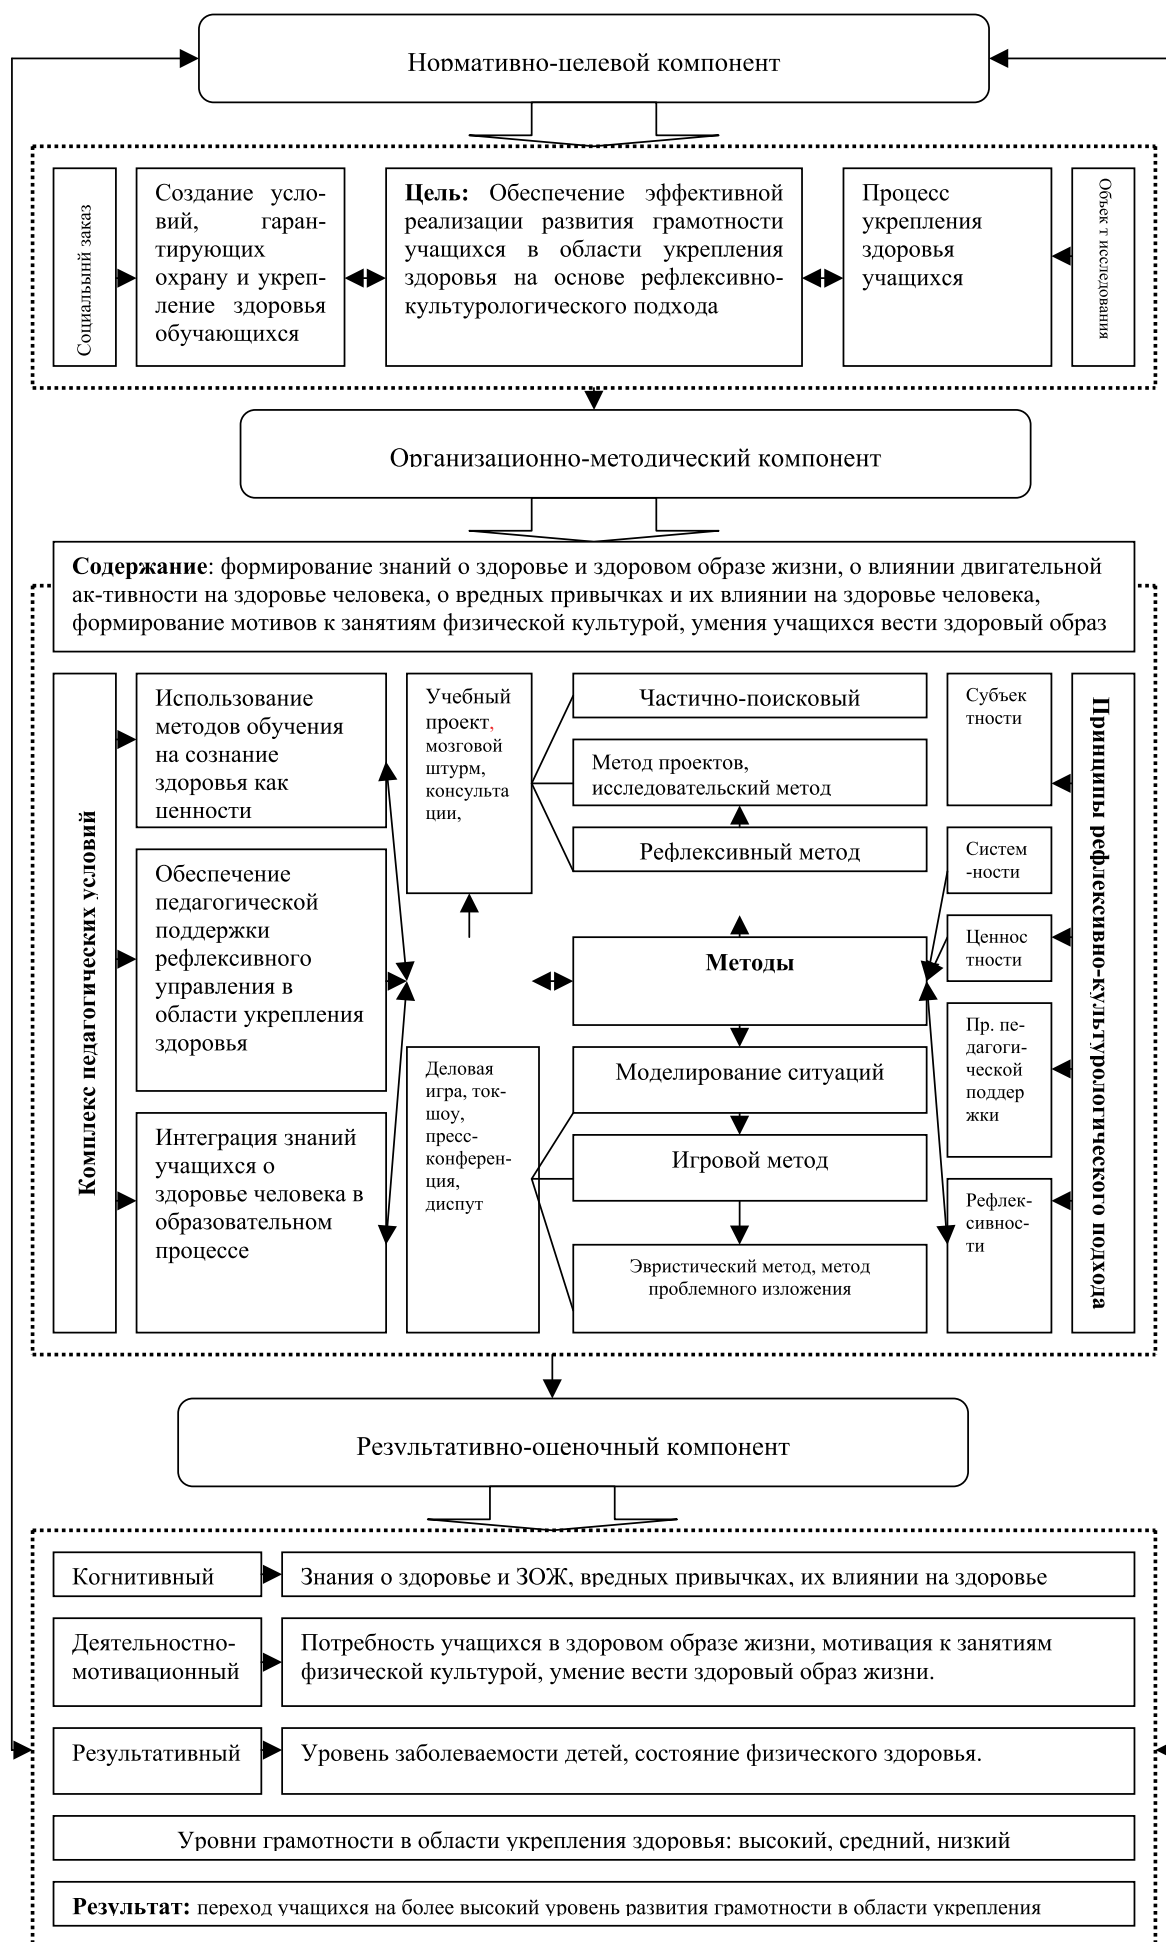 Нормативно-целевой компонент
Социальынй заказ
Создание усло-
вий, гаран-
тирующих
охрану и укреп-
ление здоровья
обучающихся
Цель: Обеспечение эффективной
реализации развития грамотности
учащихся в области укрепления
здоровья на основе рефлексивно-
культурологического подхода
Процесс
укрепления
здоровья
учащихся
Объек т исследования
Организационно-методический компонент
Содержание: формирование знаний о здоровье и здоровом образе жизни, о влиянии двигательной
ак-тивности на здоровье человека, о вредных привычках и их влиянии на здоровье человека,
формирование мотивов к занятиям физической культурой, умения учащихся вести здоровый образ
Комплекс педагогических условий
Использование
методов обучения
на сознание
здоровья как
ценности
Обеспечение
педагогической
поддержки
рефлексивного
управления в
области укрепления
здоровья
Интеграция знаний
учащихся о
здоровье человека в
образовательном
процессе
Учебный
проект,
мозговой
штурм,
консульта
ции,
Деловая
игра, ток-
шоу,
пресс-
конферен-
ция,
диспут
Частично-поисковый
Метод проектов,
исследовательский метод
Рефлексивный метод
Методы
Моделирование ситуаций
Игровой метод
Эвристический метод, метод
проблемного изложения
Субъек
тности
Систем
-ности
Ценнос
тности
Пр. пе-
дагоги-
ческой
поддер
жки
Рефлек-
сивнос-
ти
Принципы рефлексивно-культурологического подхода
Результативно-оценочный компонент
Когнитивный
Знания о здоровье и ЗОЖ, вредных привычках, их влиянии на здоровье
Деятельностно-
мотивационный
Потребность учащихся в здоровом образе жизни, мотивация к занятиям
физической культурой, умение вести здоровый образ жизни.
Результативный
Уровень заболеваемости детей, состояние физического здоровья.
Уровни грамотности в области укрепления здоровья: высокий, средний, низкий
Результат: переход учащихся на более высокий уровень развития грамотности в области укрепления